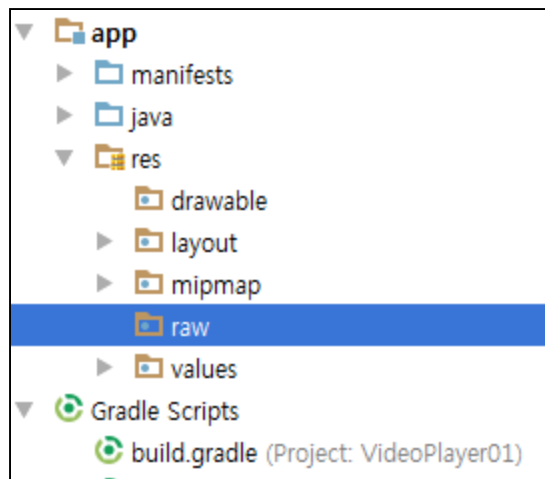 app
manifests
java
res
drawable
layout
mipmap
raw
values
Gradle Scripts
build.gradle (Project: VideoPlayer01)